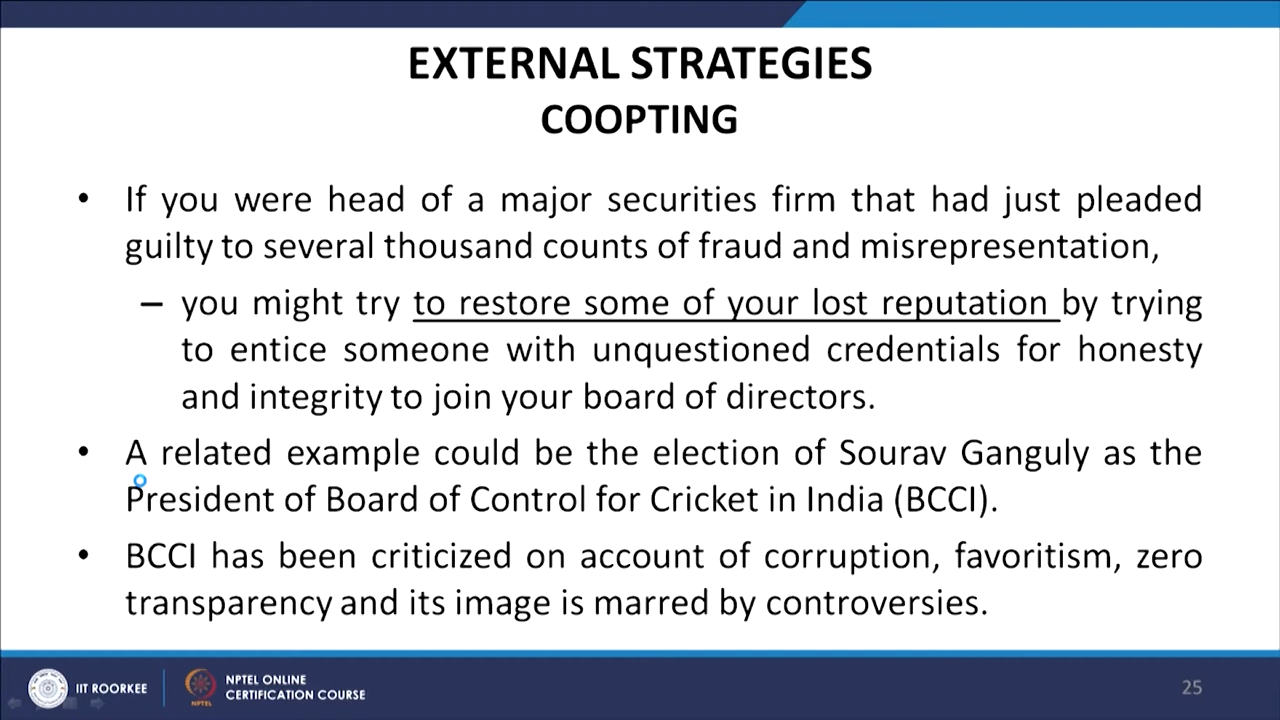 EXTERNAL STRATEGIES
COOPTING
• If you were head of a major securities firm that had just pleaded
guilty to several thousand counts of fraud and misrepresentation,
– you might try to restore some of your lost reputation by trying
to entice someone with unquestioned credentials for honesty
and integrity to join your board of directors.
• A related example could be the election of Sourav Ganguly as the
President of Board of Control for Cricket in India (BCCI).
• BCCI has been criticized on account of corruption, favoritism, zero
transparency and its image is marred by controversies.
IIT ROORKEE
NPTEL
NPTEL ONLINE
CERTIFICATION COURSE
25